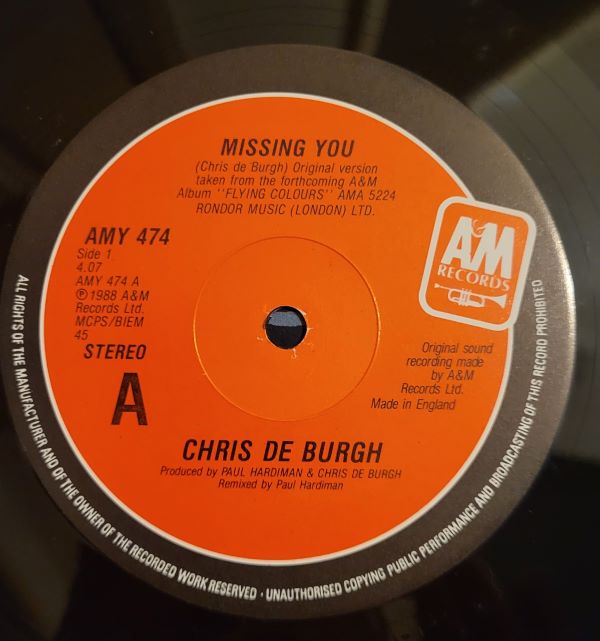 MISSING YOU
(Chris de Burgh) Original version
taken from the forthcoming A&M
Album "FLYING COLOURS" AMA 5224
RONDOR MUSIC (LONDON) LTD.
AMY 474
Side 1
4.07
AMY 474 A
℗ 1988 A&M
Records Ltd.
MCPS/BIEM
45
STEREO
A
A&M
RECORDS
Original sound
recording made
by A&M
Records Ltd.
Made in England
CHRIS DE BURGH
Produced by PAUL HARDIMAN & CHRIS DE BURGH
Remixed by Paul Hardiman
ALL RIGHTS OF THE MANUFACTURER AND OF THE OWNER OF THE RECORDED WORK RESERVED · UNAUTHORISED COPYING PUBLIC PERFORMANCE AND BROADCASTING OF THIS RECORD PROHIBITED